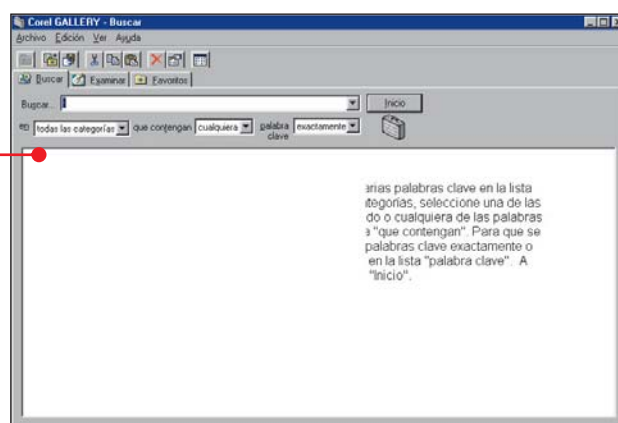 Corel GALLERY - Buscar
Archivo Edición Ver Ayuda
Buscar Examinar Favoritos
Buscar... Inicio
en todas las categorías que contengan cualquiera palabra clave exactamente
arias palabras clave en la lista
tegorías, seleccione una de las
do o cualquiera de las palabras
a "que contengan". Para que se
palabras clave exactamente o
en la lista "palabra clave". A
"Inicio".